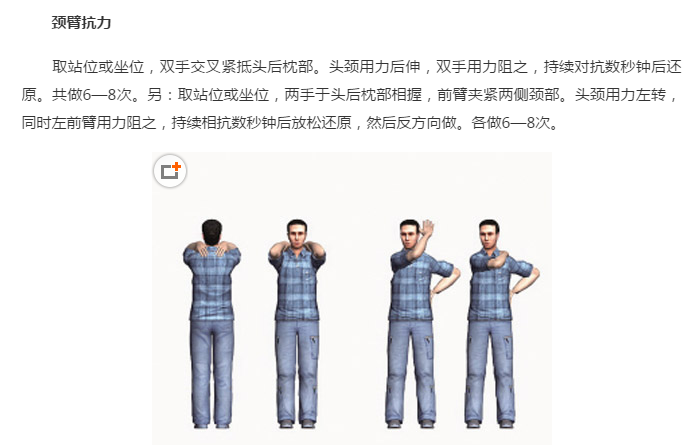 颈臂抗力
取站位或坐位，双手交叉紧抵头后枕部。头颈用力后伸，双手用力阻之，持续对抗数秒钟后还
原。共做6—8次。另：取站位或坐位，两手于头后枕部相握，前臂夹紧两侧颈部。头颈用力左转，
同时左前臂用力阻之，持续相抗数秒钟后放松还原，然后反方向做。各做6—8次。